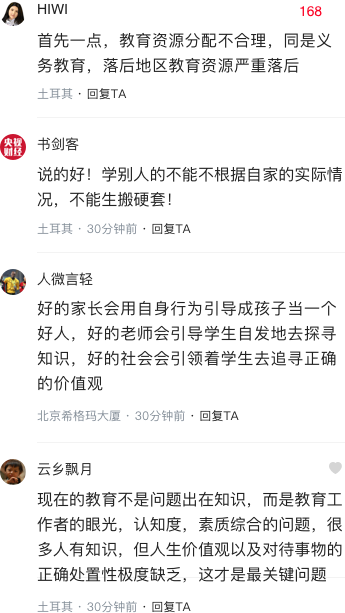 HIWI
168
首先一点，教育资源分配不合理，同是义
务教育，落后地区教育资源严重落后
土耳其 · 回复TA
央视
财经
书剑客
说的好！学别人的不能不根据自家的实际情
况，不能生搬硬套！
土耳其 · 30分钟前 · 回复TA
人微言轻
好的家长会用自身行为引导成孩子当一个
好人，好的老师会引导学生自发地去探寻
知识，好的社会会引领着学生去追寻正确
的价值观
北京希格玛大厦 · 30分钟前 · 回复TA
云乡飘月
现在的教育不是问题出在知识，而是教育工
作者的眼光，认知度，素质综合的问题，很
多人有知识，但人生价值观以及对待事物的
正确处置性极度缺乏，这才是最关键问题
土耳其 · 30分钟前 · 回复TA